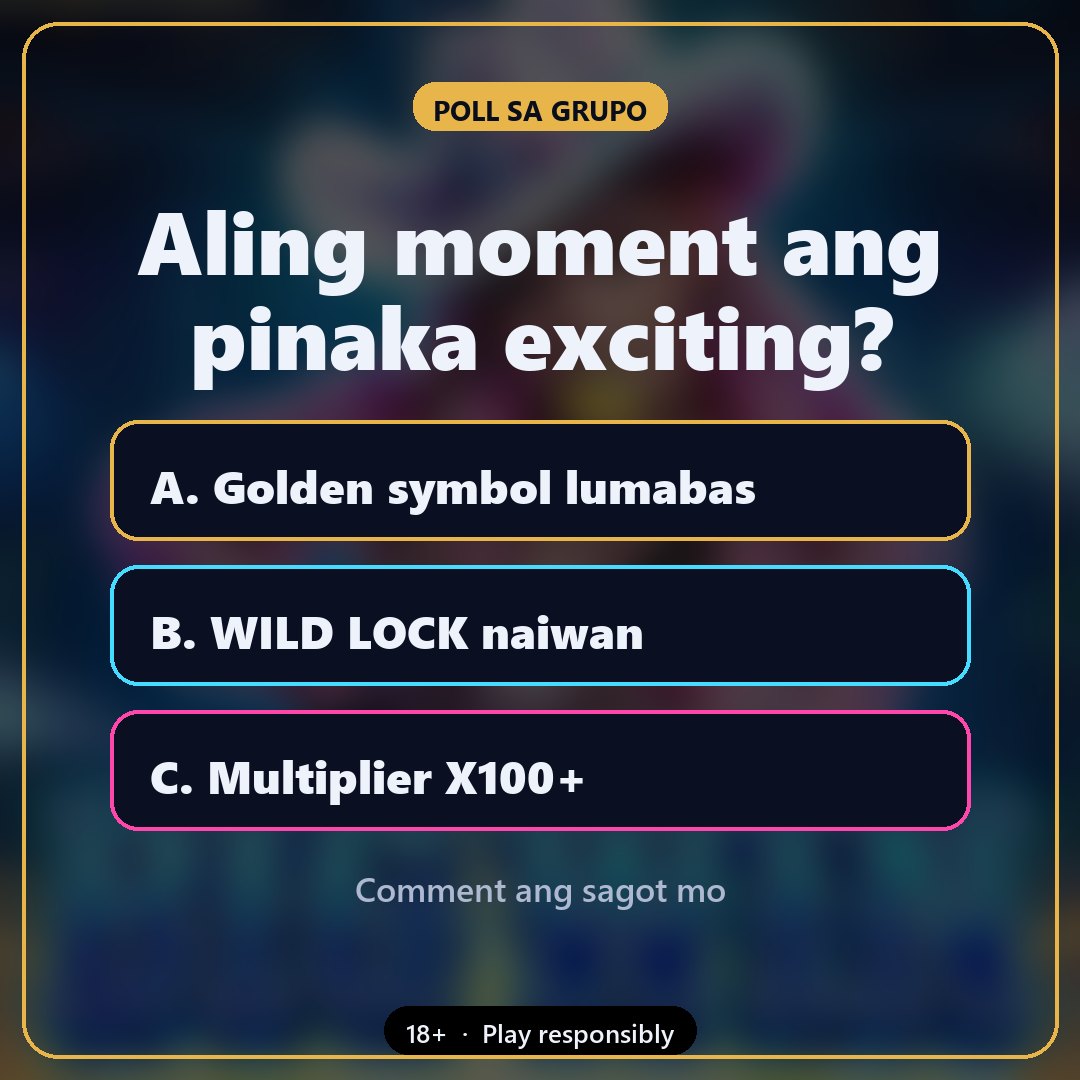 POLL SA GRUPO
Aling moment ang
pinaka exciting?
A. Golden symbol lumabas
B. WILD LOCK naiwan
C. Multiplier X100+
Comment ang sagot mo
18+ · Play responsibly